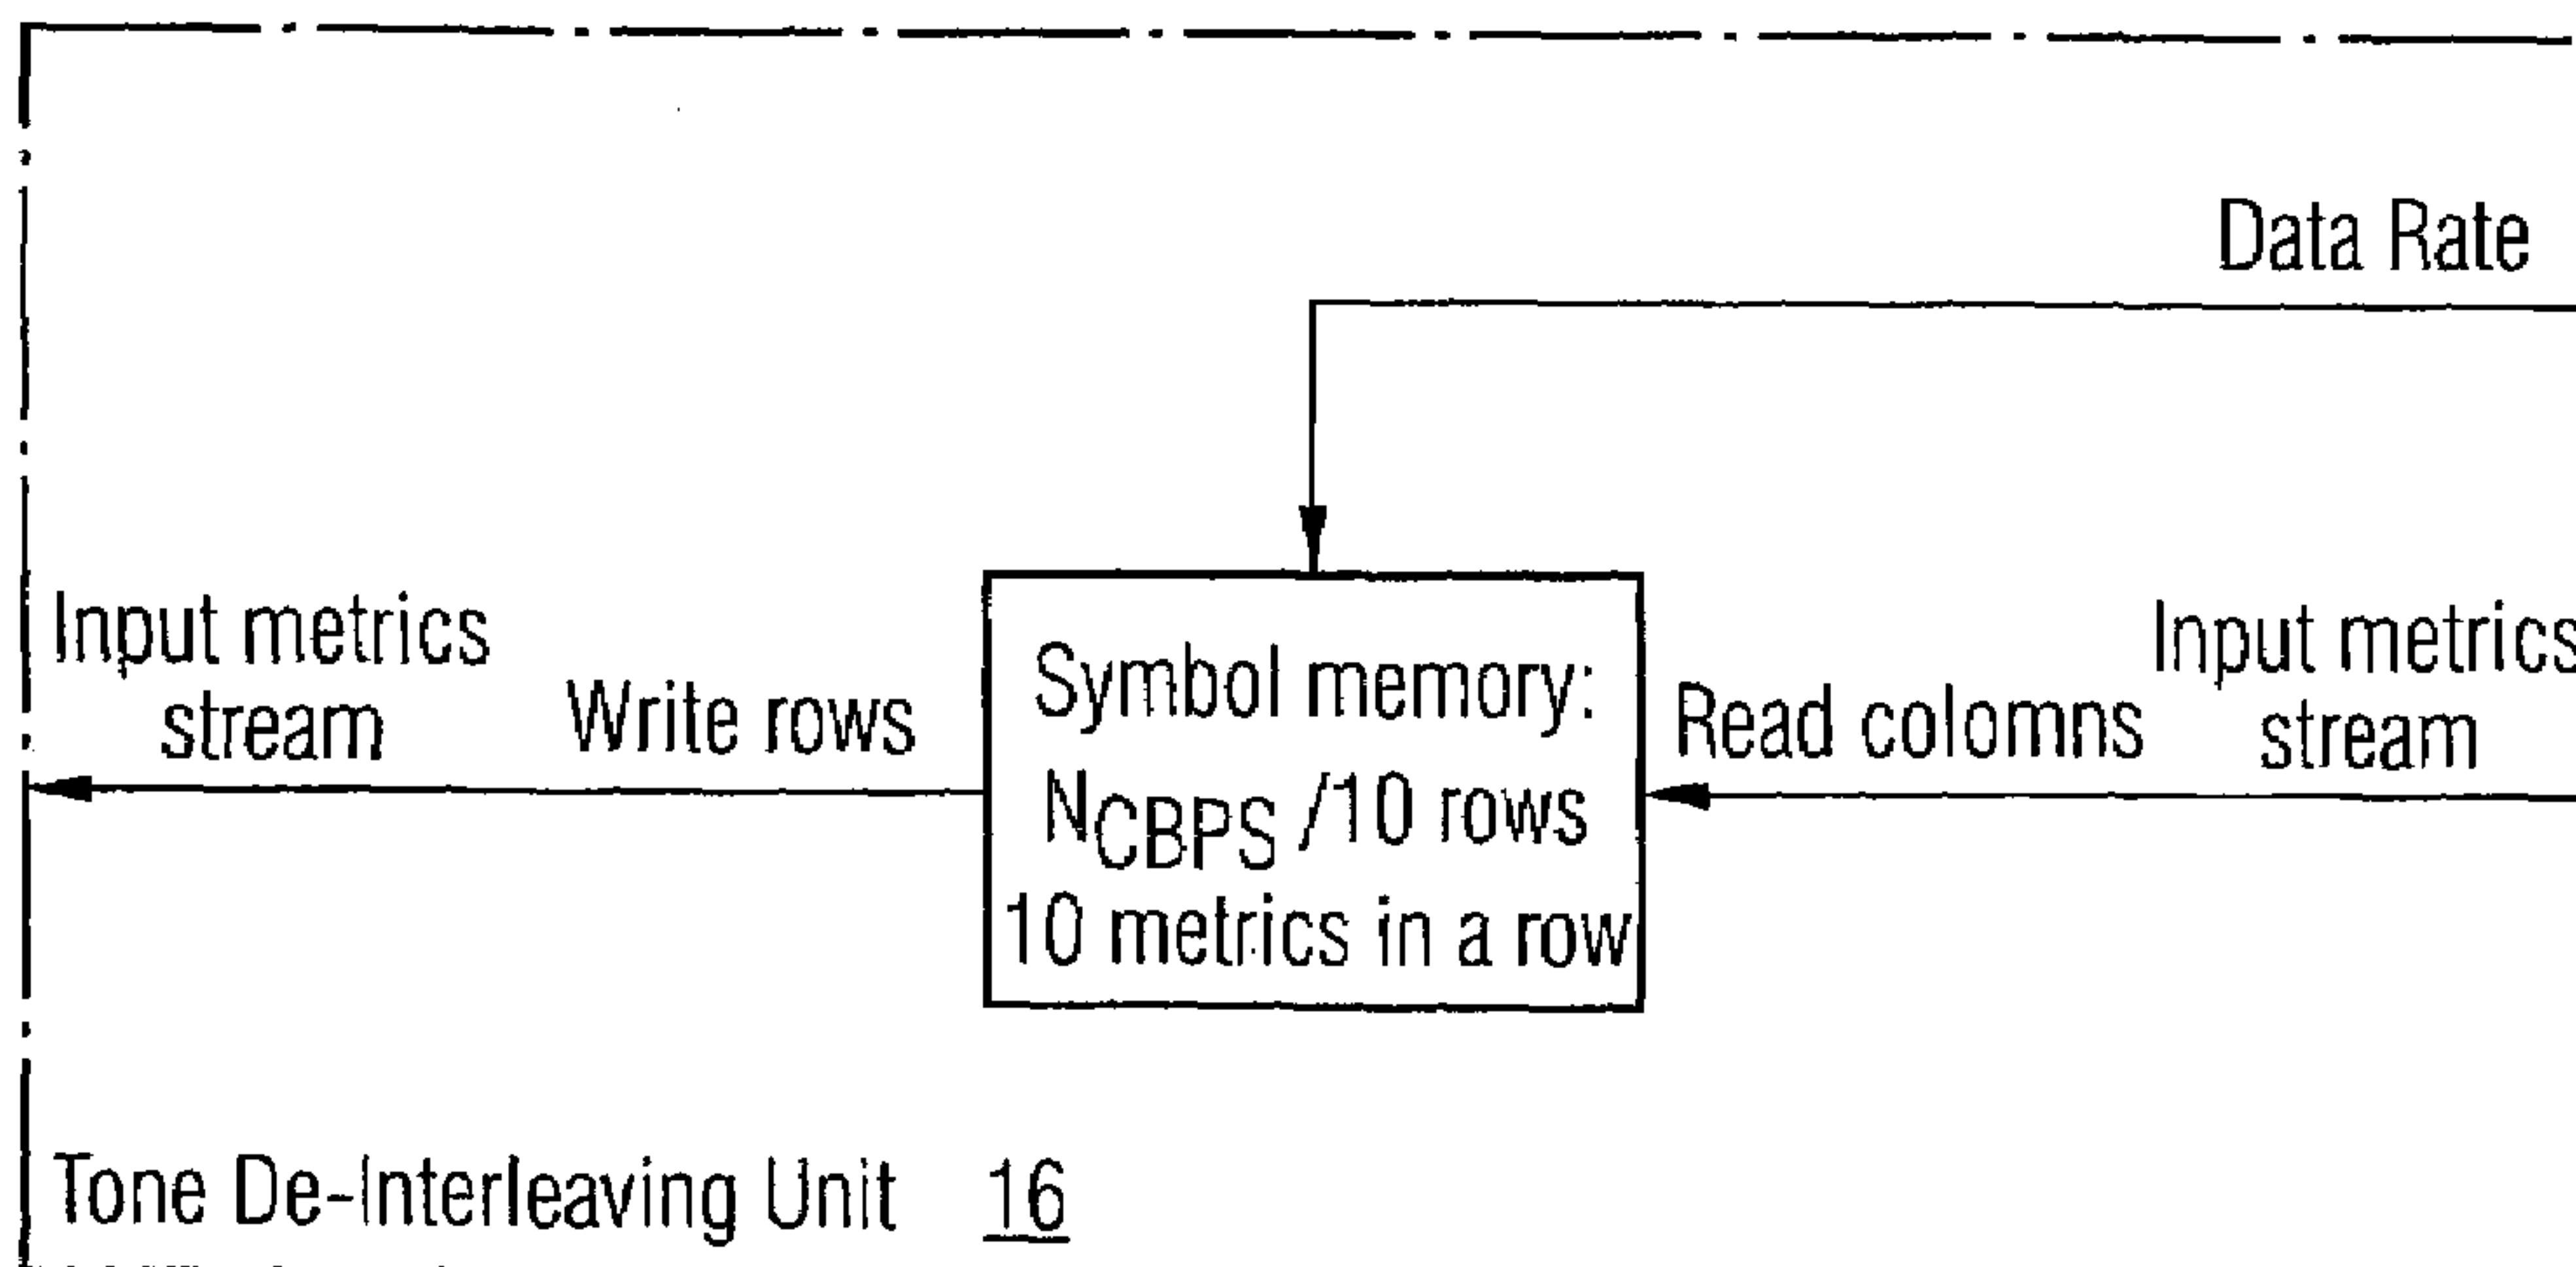 Data Rate
Input metrics
stream
Write rows
Symbol memory:
NCBPS /10 rows
10 metrics in a row
Read colomns
Input metrics
stream
Tone De-Interleaving Unit 16